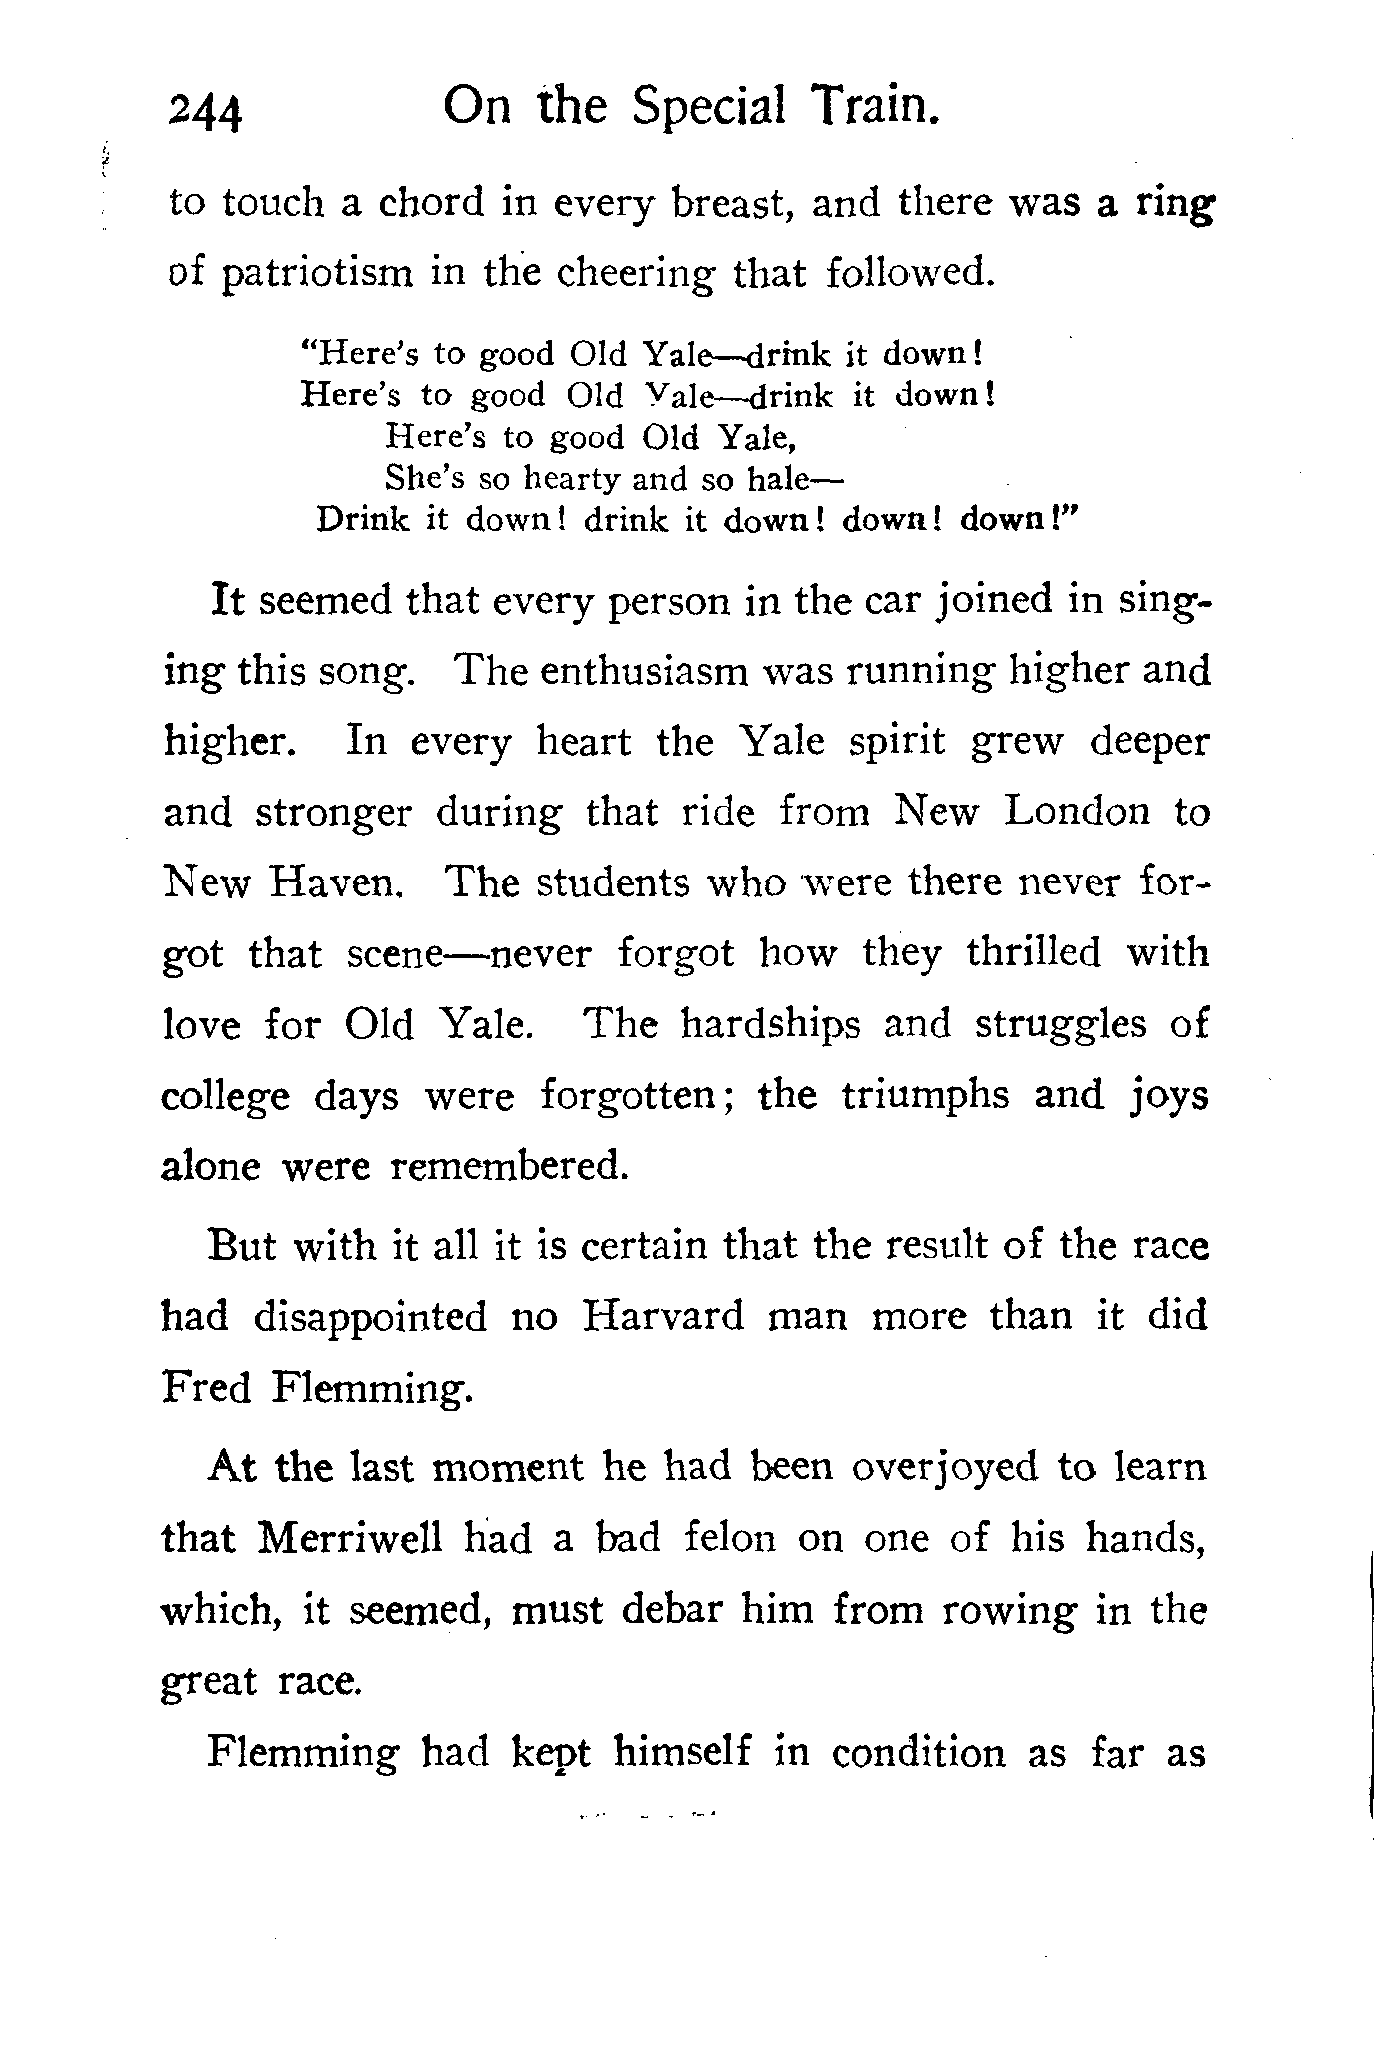 244 On the Special Train.
to touch a chord in every breast, and there was a ring
of patriotism in the cheering that followed.
“Here’s to good Old Yale—drink it down!
Here’s to good Old Yale—drink it down!
Here’s to good Old Yale,
She’s so hearty and so hale—
Drink it down! drink it down! down! down!”
It seemed that every person in the car joined in sing-
ing this song. The enthusiasm was running higher and
higher. In every heart the Yale spirit grew deeper
and stronger during that ride from New London to
New Haven. The students who were there never for-
got that scene—never forgot how they thrilled with
love for Old Yale. The hardships and struggles of
college days were forgotten; the triumphs and joys
alone were remembered.
But with it all it is certain that the result of the race
had disappointed no Harvard man more than it did
Fred Flemming.
At the last moment he had been overjoyed to learn
that Merriwell had a bad felon on one of his hands,
which, it seemed, must debar him from rowing in the
great race.
Flemming had kept himself in condition as far as